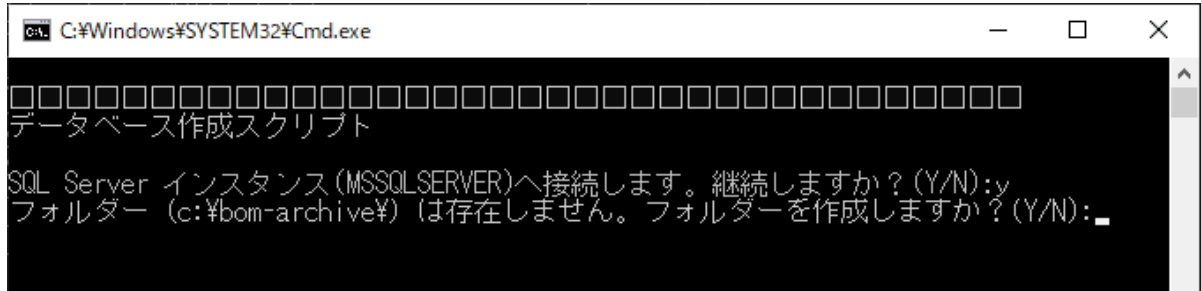 C:¥Windows¥SYSTEM32¥Cmd.exe
□□□□□□□□□□□□□□□□□□□□□□□□□□□□□□□□□□□□
データベース作成スクリプト
SQL Server インスタンス(MSSQLSERVER)へ接続します。継続しますか？(Y/N):y
フォルダー (c:¥bom-archive¥) は存在しません。フォルダーを作成しますか？(Y/N):